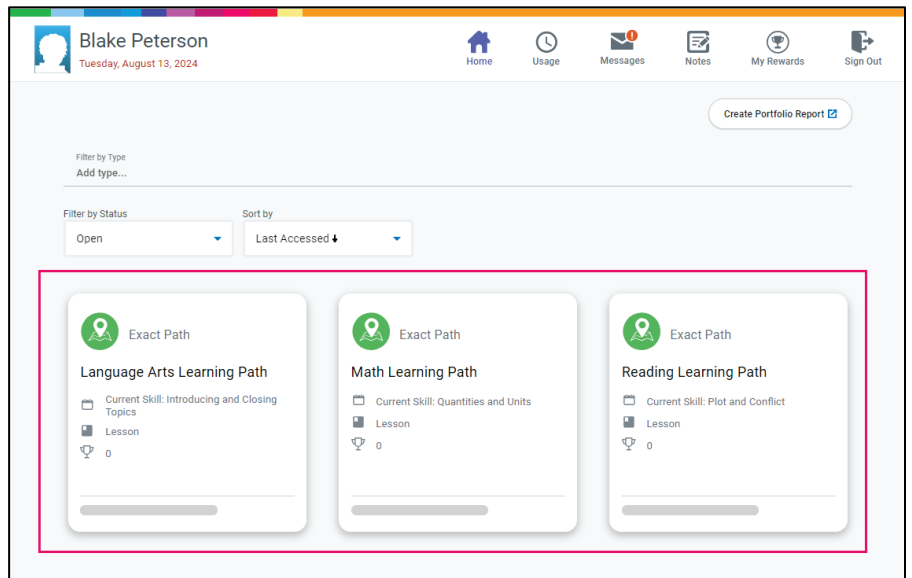 Blake Peterson
Tuesday, August 13, 2024
Home
Usage
Messages
Notes
My Rewards
Sign Out
Create Portfolio Report
Filter by Type
Add type...
Filter by Status
Open
Sort by
Last Accessed
Exact Path
Language Arts Learning Path
Current Skill: Introducing and Closing
Topics
Lesson
0
Exact Path
Math Learning Path
Current Skill: Quantities and Units
Lesson
0
Exact Path
Reading Learning Path
Current Skill: Plot and Conflict
Lesson
0